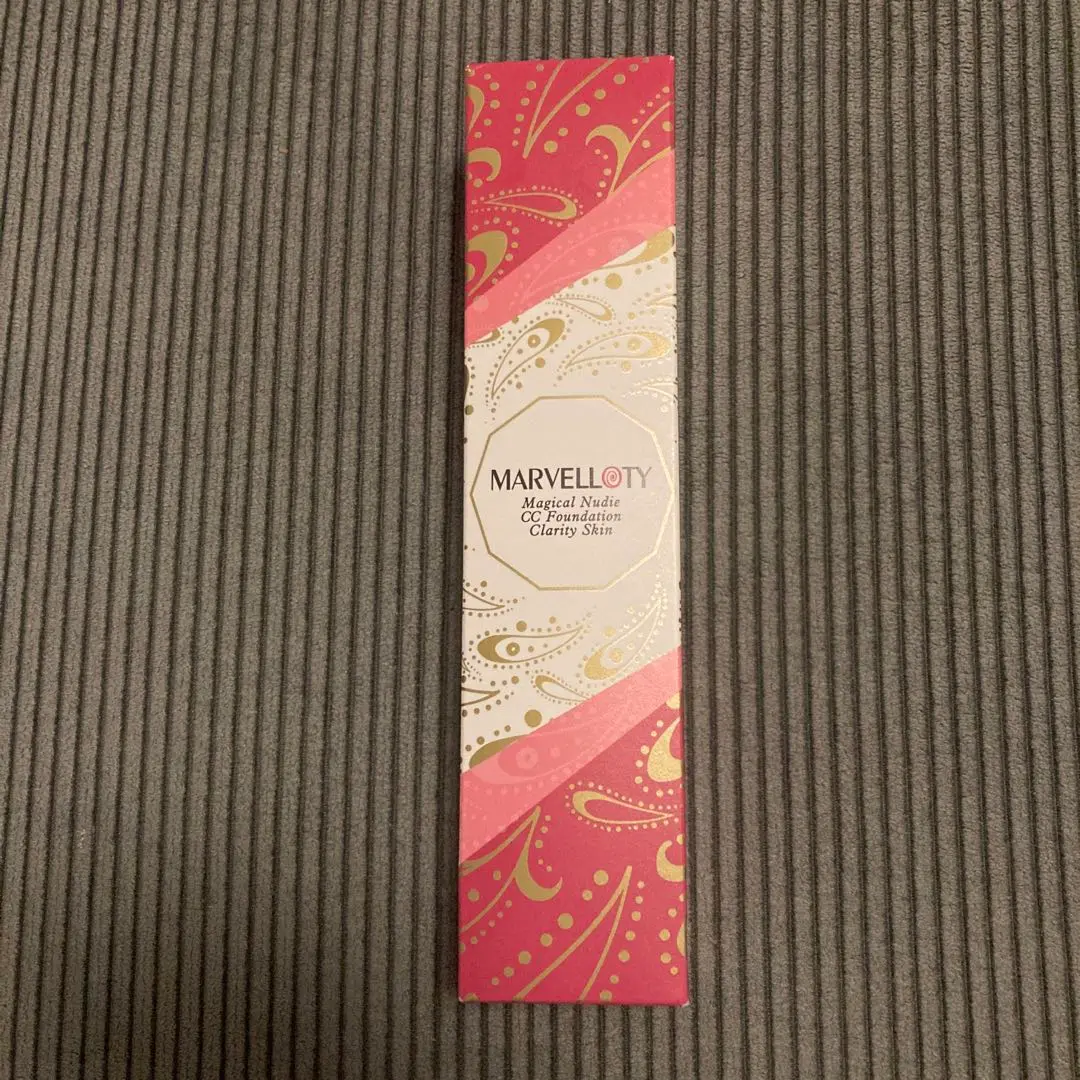 MARVELLOTY
Magical Nudie
CC Foundation
Clarity Skin